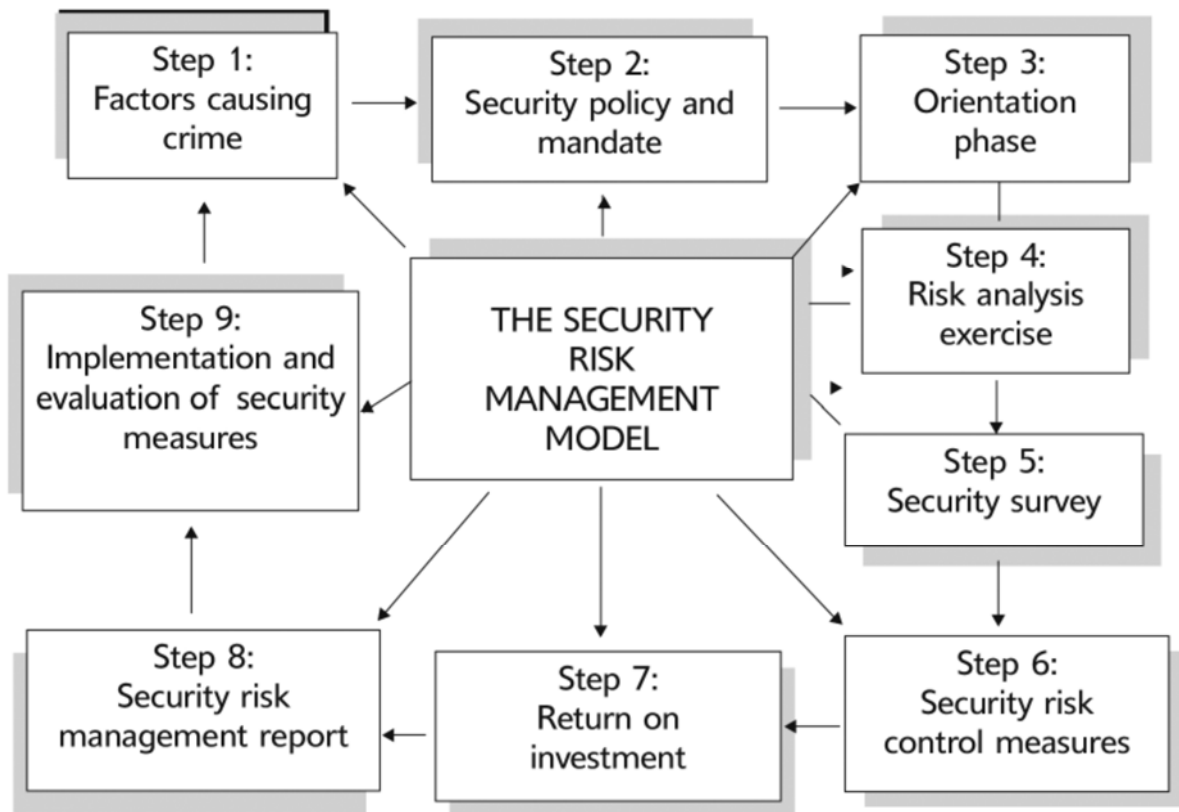 Step 1:
Factors causing
crime
Step 2:
Security policy and
mandate
Step 3:
Orientation
phase
Step 4:
Risk analysis
exercise
THE SECURITY
RISK
MANAGEMENT
MODEL
Step 9:
Implementation and
evaluation of security
measures
Step 5:
Security survey
Step 8:
Security risk
management report
Step 7:
Return on
investment
Step 6:
Security risk
control measures